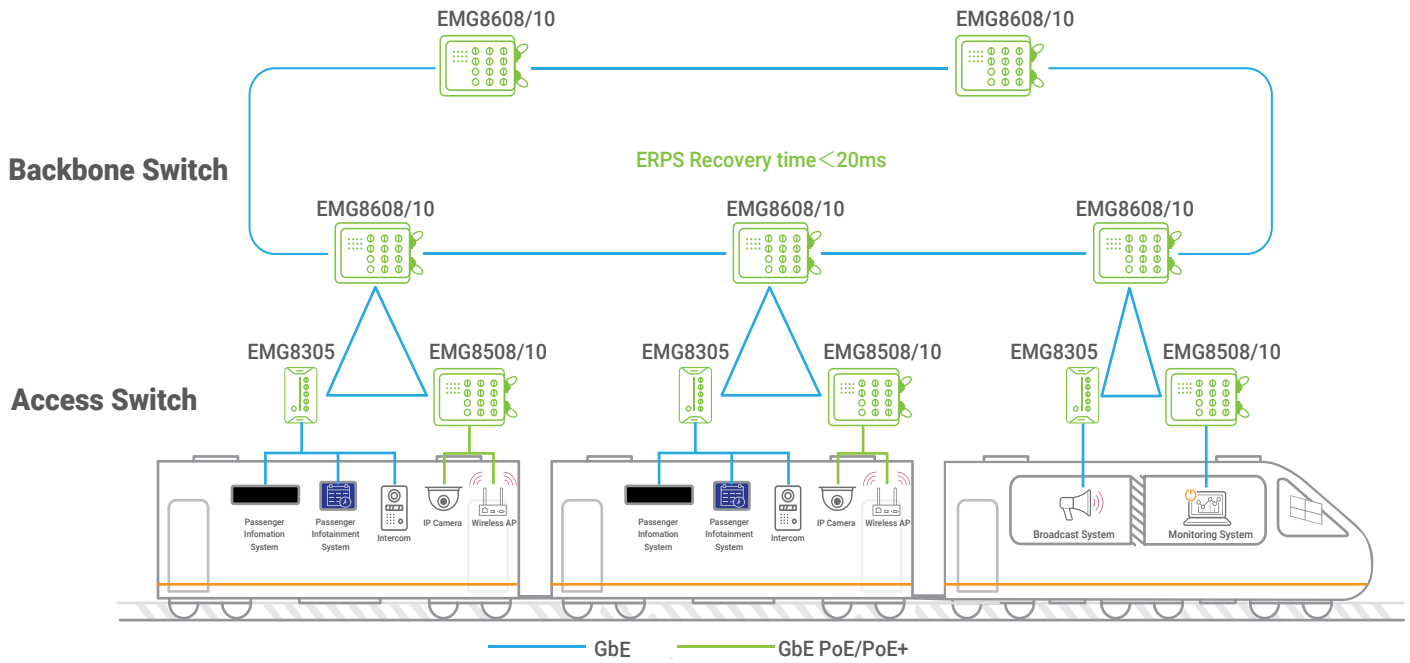 EMG8608/10
EMG8608/10
Backbone Switch
ERPS Recovery time＜20ms
EMG8608/10
EMG8608/10
EMG8608/10
EMG8305
EMG8508/10
EMG8305
EMG8508/10
EMG8305
EMG8508/10
Access Switch
Passenger
Infomation
System
Passenger
Infotainment
System
Intercom
IP Camera
Wireless AP
Passenger
Infomation
System
Passenger
Infotainment
System
Intercom
IP Camera
Wireless AP
Broadcast System
Monitoring System
GbE
GbE PoE/PoE+